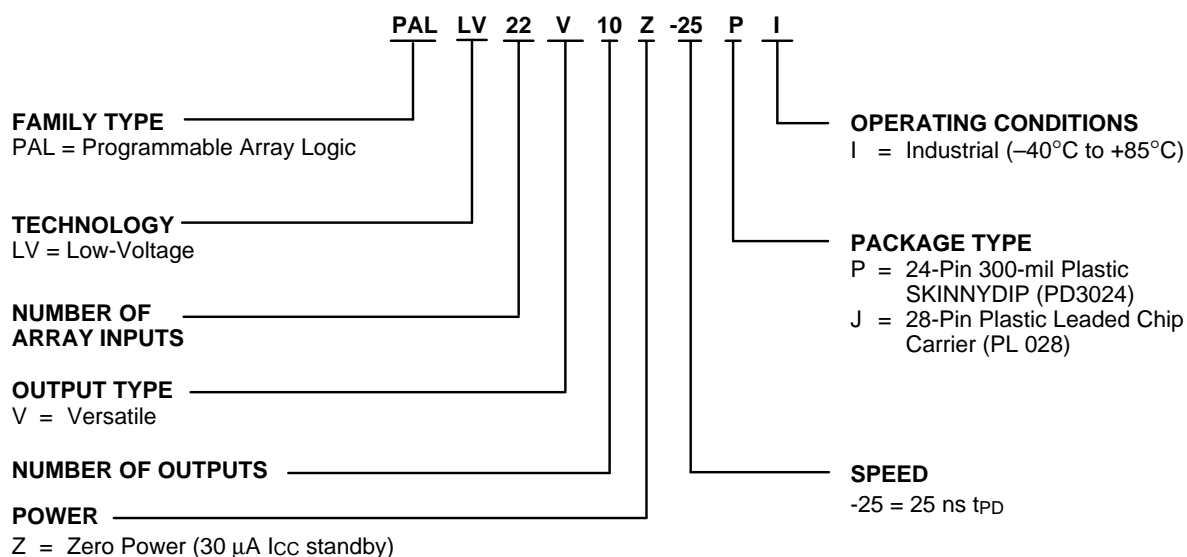 PAL LV 22 V 10 Z -25 P I
FAMILY TYPE
PAL = Programmable Array Logic
TECHNOLOGY
LV = Low-Voltage
NUMBER OF
ARRAY INPUTS
OUTPUT TYPE
V = Versatile
NUMBER OF OUTPUTS
POWER
Z = Zero Power (30 μA ICC standby)
OPERATING CONDITIONS
I = Industrial (–40°C to +85°C)
PACKAGE TYPE
P = 24-Pin 300-mil Plastic
SKINNYDIP (PD3024)
J = 28-Pin Plastic Leaded Chip
Carrier (PL 028)
SPEED
-25 = 25 ns tPD